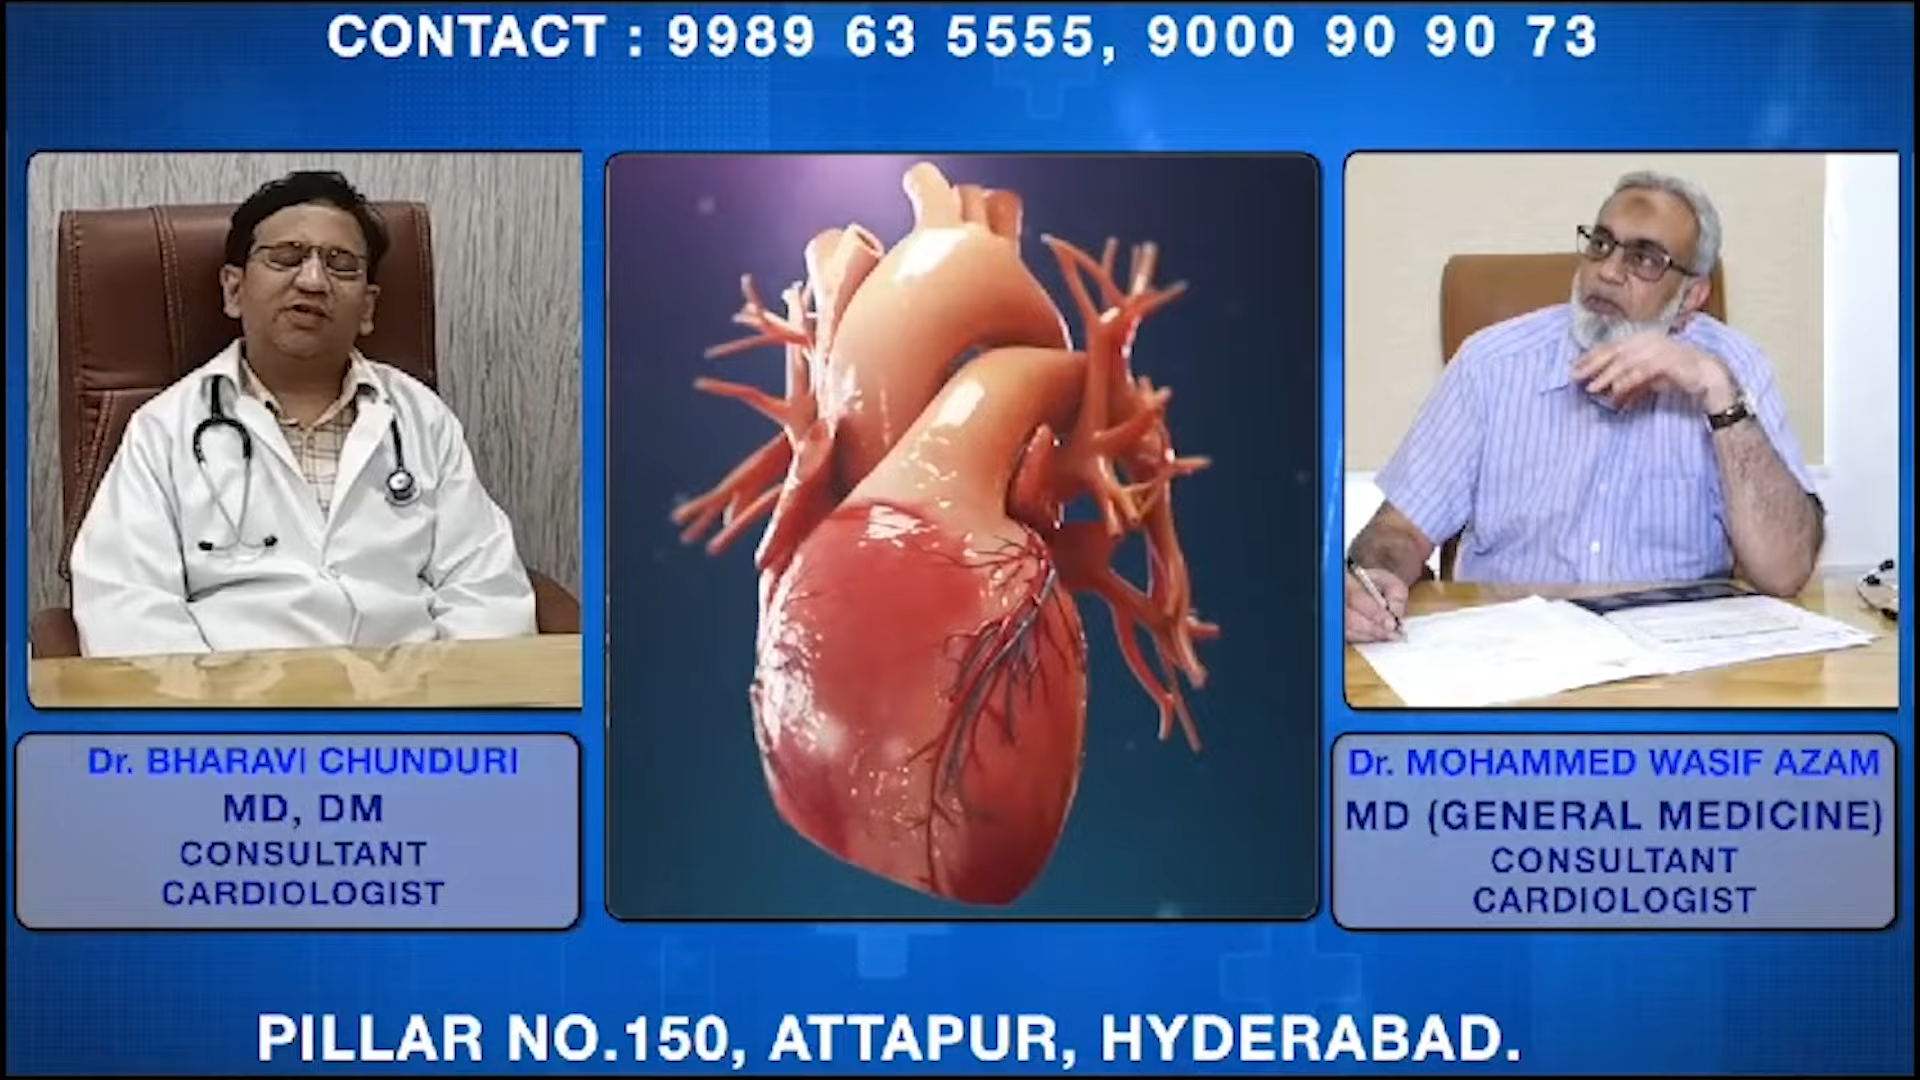 CONTACT : 9989 63 5555, 9000 90 90 73
Dr. BHARAVI CHUNDURI
MD, DM
CONSULTANT
CARDIOLOGIST
Dr. MOHAMMED WASIF AZAM
MD (GENERAL MEDICINE)
CONSULTANT
CARDIOLOGIST
PILLAR NO.150, ATTAPUR, HYDERABAD.